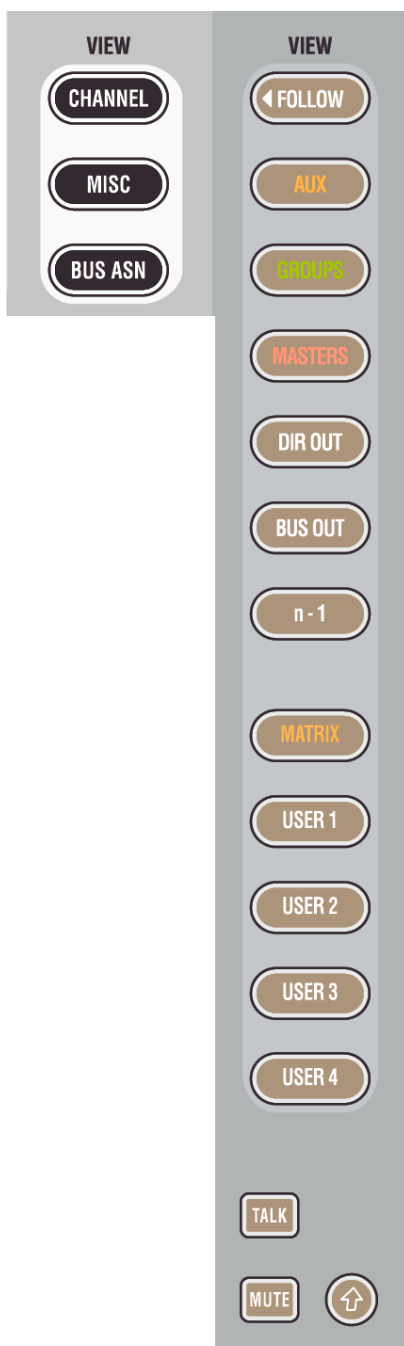 VIEW
CHANNEL
MISC
BUS ASN
VIEW
FOLLOW
AUX
GROUPS
MASTERS
DIR OUT
BUS OUT
n - 1
MATRIX
USER 1
USER 2
USER 3
USER 4
TALK
MUTE